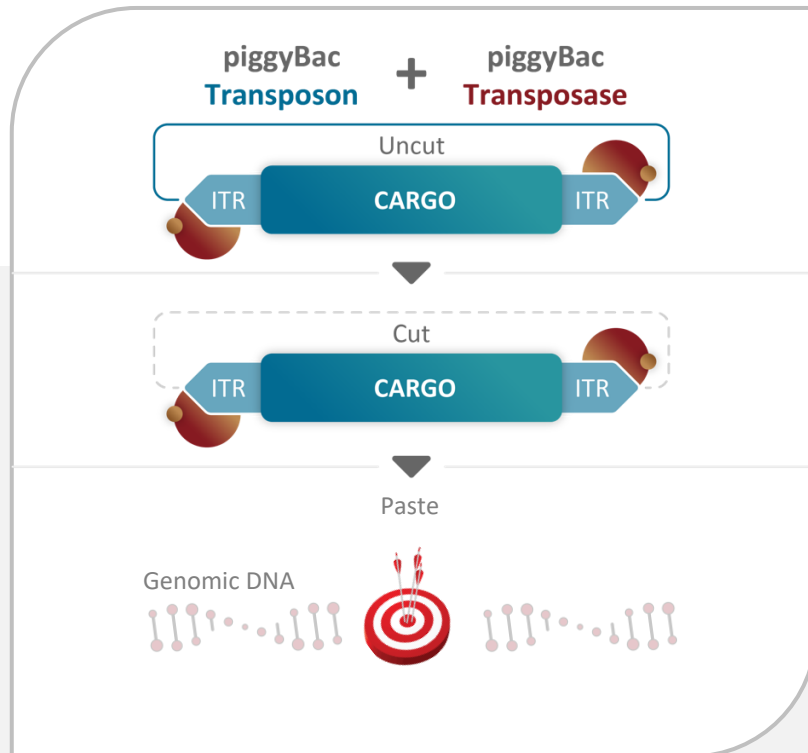 piggyBac
Transposon
+
piggyBac
Transposase
Uncut
ITR
CARGO
ITR
Cut
ITR
CARGO
ITR
Paste
Genomic DNA